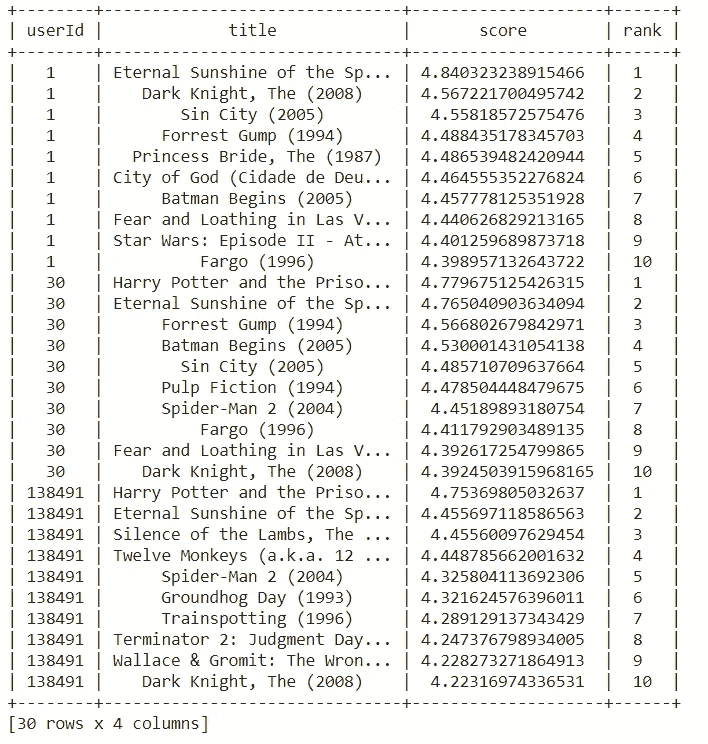 +--------+-------------------------------+--------------------+------+
| userId |             title             |       score        | rank |
+--------+-------------------------------+--------------------+------+
|   1    | Eternal Sunshine of the Sp... | 4.840323238915466  |  1   |
|   1    |    Dark Knight, The (2008)    | 4.567221700495742  |  2   |
|   1    |        Sin City (2005)        |  4.55818572575476  |  3   |
|   1    |      Forrest Gump (1994)      | 4.488435178345703  |  4   |
|   1    |   Princess Bride, The (1987)  | 4.486539482420944  |  5   |
|   1    | City of God (Cidade de Deu... | 4.464555352276824  |  6   |
|   1    |      Batman Begins (2005)     | 4.457778125351928  |  7   |
|   1    | Fear and Loathing in Las V... | 4.440626829213165  |  8   |
|   1    | Star Wars: Episode II - At... | 4.401259689873718  |  9   |
|   1    |          Fargo (1996)         | 4.398957132643722  |  10  |
|   30   | Harry Potter and the Priso... | 4.779675125426315  |  1   |
|   30   | Eternal Sunshine of the Sp... | 4.765040903634094  |  2   |
|   30   |      Forrest Gump (1994)      | 4.566802679842971  |  3   |
|   30   |      Batman Begins (2005)     | 4.530001431054138  |  4   |
|   30   |        Sin City (2005)        | 4.485710709637664  |  5   |
|   30   |      Pulp Fiction (1994)      | 4.478504448479675  |  6   |
|   30   |      Spider-Man 2 (2004)      |  4.45189893180754  |  7   |
|   30   |          Fargo (1996)         | 4.411792903489135  |  8   |
|   30   | Fear and Loathing in Las V... | 4.392617254799865  |  9   |
|   30   |    Dark Knight, The (2008)    | 4.3924503915968165 |  10  |
| 138491 | Harry Potter and the Priso... |  4.75369805032637  |  1   |
| 138491 | Eternal Sunshine of the Sp... | 4.455697118586563  |  2   |
| 138491 | Silence of the Lambs, The ... |  4.45560097629454  |  3   |
| 138491 | Twelve Monkeys (a.k.a. 12 ... | 4.448785662001632  |  4   |
| 138491 |      Spider-Man 2 (2004)      | 4.325804113692306  |  5   |
| 138491 |      Groundhog Day (1993)     | 4.321624576396011  |  6   |
| 138491 |      Trainspotting (1996)     | 4.289129137343429  |  7   |
| 138491 | Terminator 2: Judgment Day... | 4.247376798934005  |  8   |
| 138491 | Wallace & Gromit: The Wron... | 4.228273271864913  |  9   |
| 138491 |    Dark Knight, The (2008)    |  4.22316974336531  |  10  |
+--------+-------------------------------+--------------------+------+
[30 rows x 4 columns]